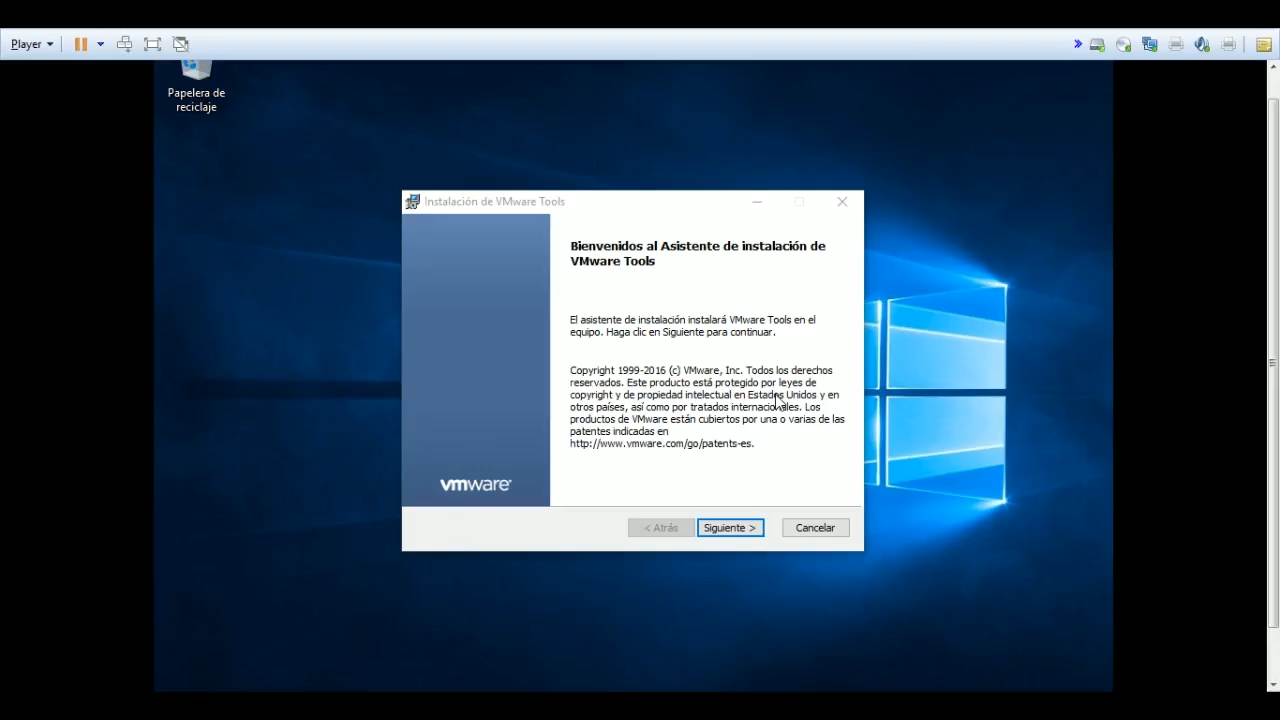 Player
Papelera de
reciclaje
Instalación de VMware Tools
Bienvenidos al Asistente de instalación de
VMware Tools
El asistente de instalación instalará VMware Tools en el
equipo. Haga clic en Siguiente para continuar.
Copyright 1999-2016 (c) VMware, Inc. Todos los derechos
reservados. Este producto está protegido por leyes de
copyright y de propiedad intelectual en Estados Unidos y en
otros países, así como por tratados internacionales. Los
productos de VMware están cubiertos por una o varias de las
patentes indicadas en
http://www.vmware.com/go/patents-es.
vmware
< Atrás
Siguiente >
Cancelar